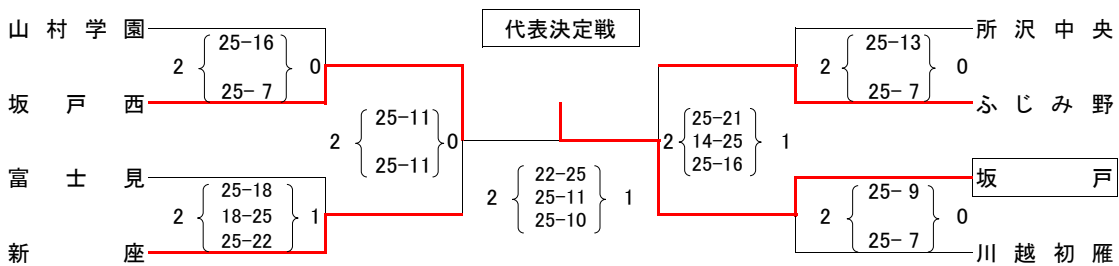 代表決定戦
山村学園
25-16
2 0
25- 7
坂戸西
25-11
2 0
25-11
富士見
25-18
2 18-25 1
25-22
新座
22-25
2 25-11 1
25-10
所沢中央
25-13
2 0
25- 7
ふじみ野
25-21
2 14-25 1
25-16
坂戸
25- 9
2 0
25- 7
川越初雁